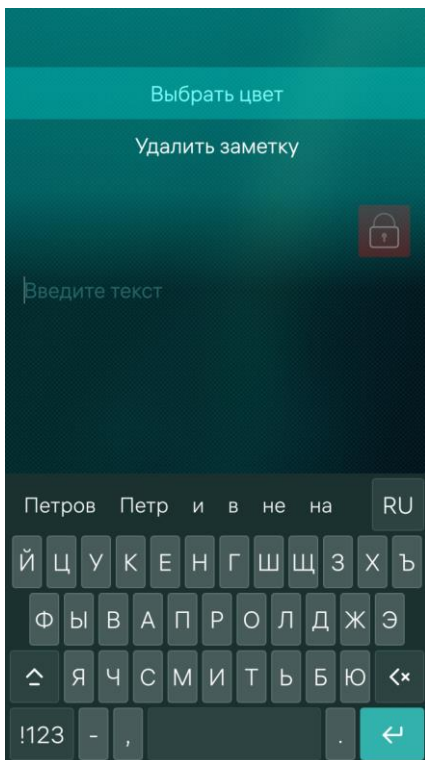 Выбрать цвет
Удалить заметку
Введите текст
Петров Петр и в не на RU
Й Ц У К Е Н Г Ш Щ З Х Ъ
Ф Ы В А П Р О Л Д Ж Э
Я Ч С М И Т Ь Б Ю
!123 - , .